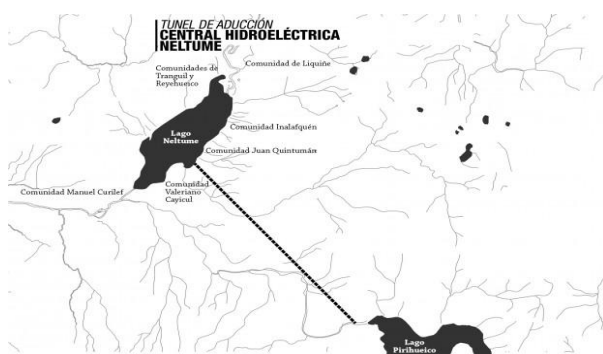 TUNEL DE ADUCCIÓN
CENTRAL HIDROELÉCTRICA
NELTUME
Comunidades de
Tranguil y
Reyehueico
Comunidad de Liquiñe
Lago
Neltume
Comunidad Inalafquén
Comunidad Juan Quintumán
Comunidad Manuel Curilef
Comunidad
Valeriano
Cayicul
Lago
Pirihueico